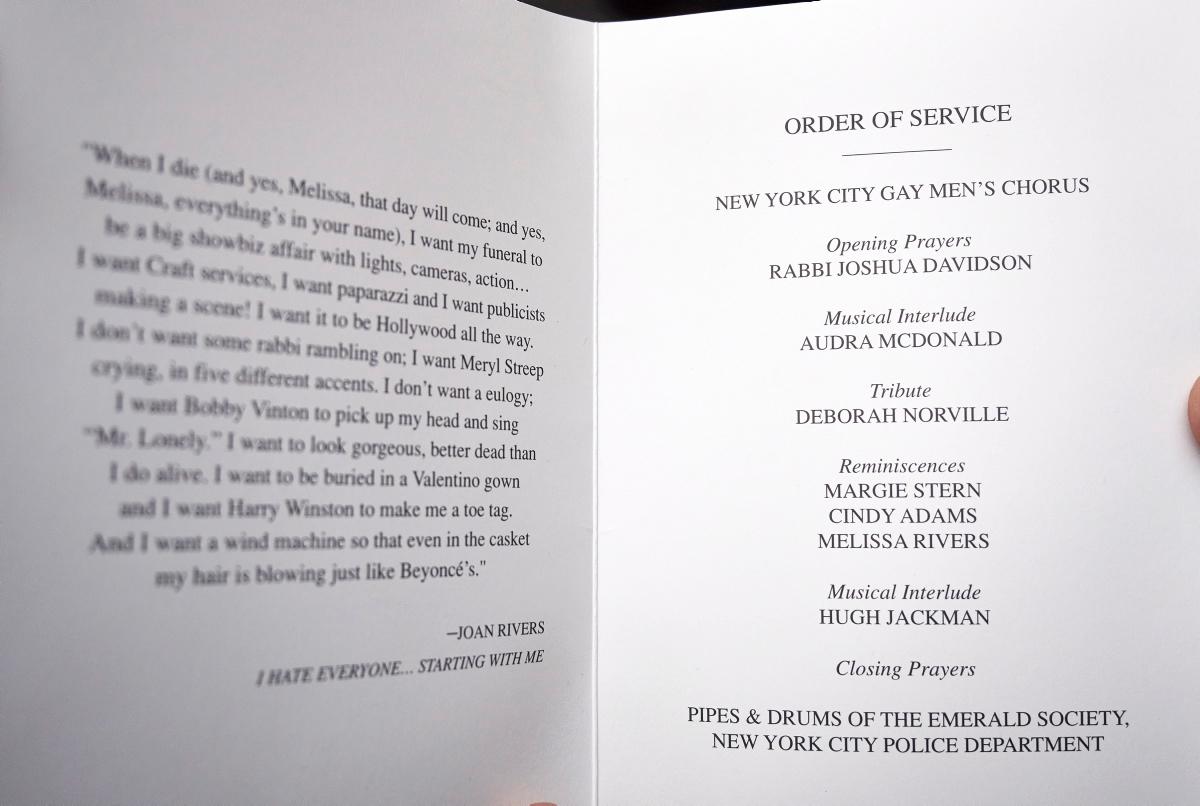 "When I die (and yes, Melissa, that day will come; and yes,
Melissa, everything's in your name), I want my funeral to
be a big showbiz affair with lights, cameras, action…
I want Craft services, I want paparazzi and I want publicists
making a scene! I want it to be Hollywood all the way.
I don't want some rabbi rambling on; I want Meryl Streep
crying, in five different accents. I don't want a eulogy;
I want Bobby Vinton to pick up my head and sing
"Mr. Lonely." I want to look gorgeous, better dead than
I do alive. I want to be buried in a Valentino gown
and I want Harry Winston to make me a toe tag.
And I want a wind machine so that even in the casket
my hair is blowing just like Beyoncé's."
–JOAN RIVERS
I HATE EVERYONE... STARTING WITH ME
ORDER OF SERVICE
NEW YORK CITY GAY MEN'S CHORUS
Opening Prayers
RABBI JOSHUA DAVIDSON
Musical Interlude
AUDRA MCDONALD
Tribute
DEBORAH NORVILLE
Reminiscences
MARGIE STERN
CINDY ADAMS
MELISSA RIVERS
Musical Interlude
HUGH JACKMAN
Closing Prayers
PIPES & DRUMS OF THE EMERALD SOCIETY,
NEW YORK CITY POLICE DEPARTMENT